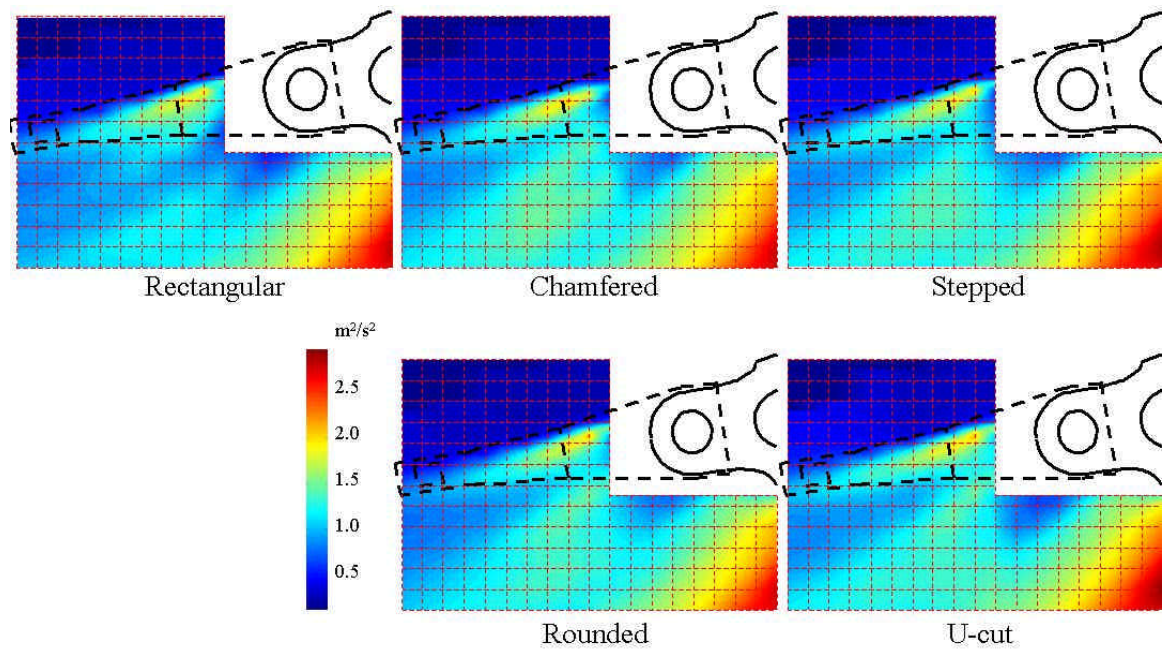 Rectangular
Chamfered
Stepped
m²/s²
2.5
2.0
1.5
1.0
0.5
Rounded
U-cut